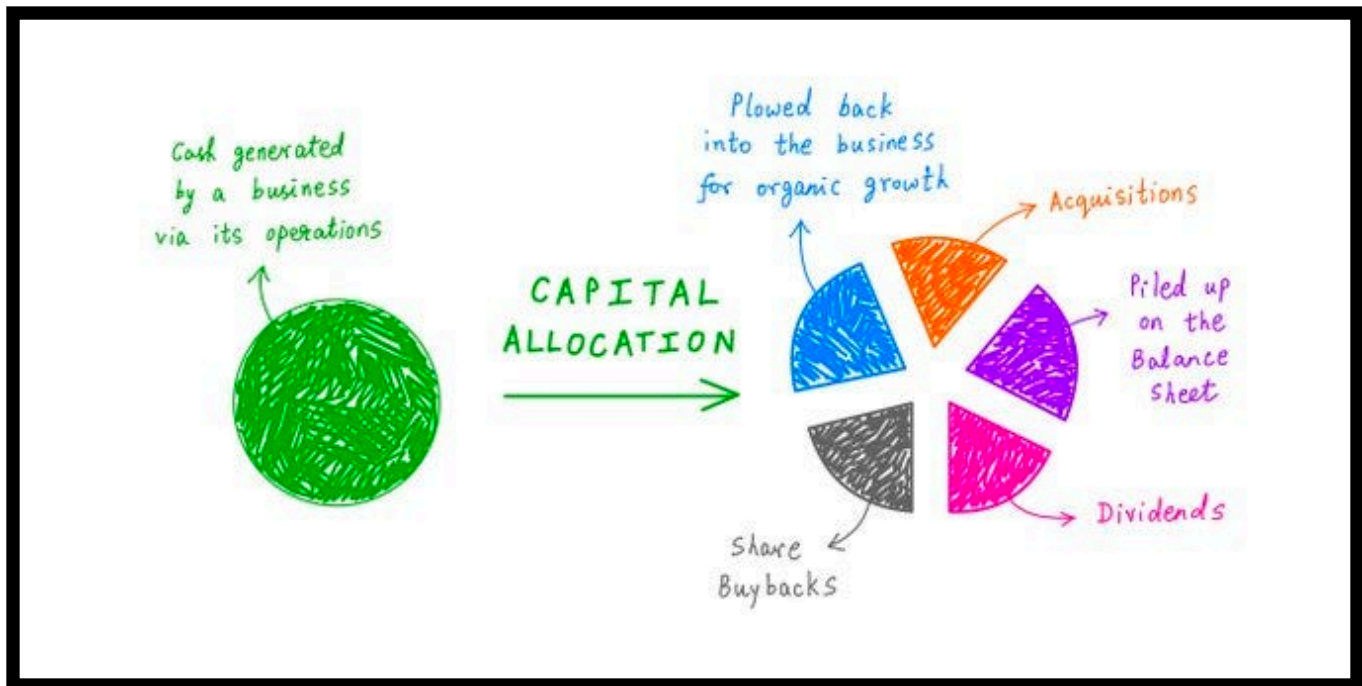 Cash generated
by a business
via its operations
CAPITAL
ALLOCATION
Plowed back
into the business
for organic growth
Acquisitions
Piled up
on the
Balance
Sheet
Dividends
Share
Buybacks